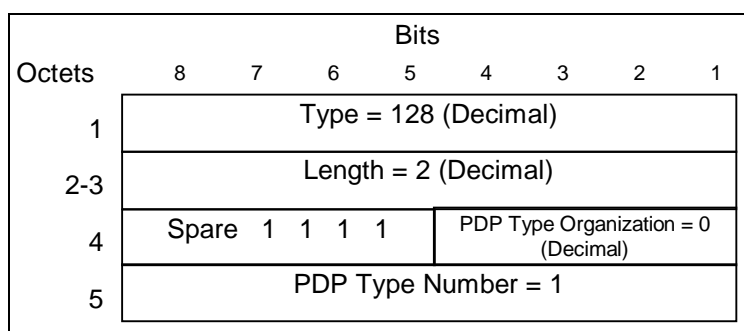 Bits
Octets 8 7 6 5 4 3 2 1
1 Type = 128 (Decimal)
2-3 Length = 2 (Decimal)
4 Spare 1 1 1 1 PDP Type Organization = 0
(Decimal)
5 PDP Type Number = 1